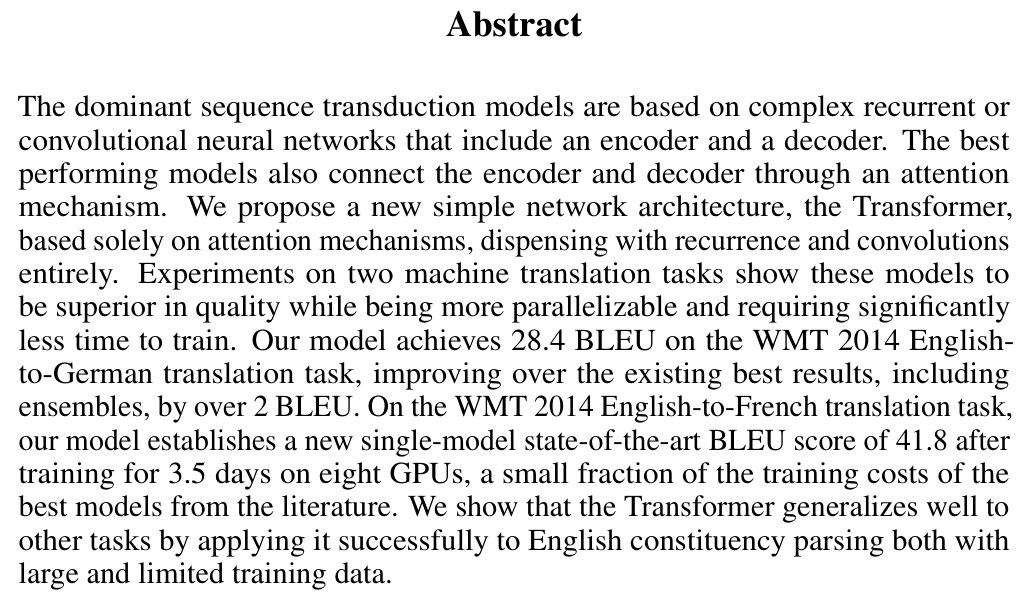 Abstract
The dominant sequence transduction models are based on complex recurrent or
convolutional neural networks that include an encoder and a decoder. The best
performing models also connect the encoder and decoder through an attention
mechanism. We propose a new simple network architecture, the Transformer,
based solely on attention mechanisms, dispensing with recurrence and convolutions
entirely. Experiments on two machine translation tasks show these models to
be superior in quality while being more parallelizable and requiring significantly
less time to train. Our model achieves 28.4 BLEU on the WMT 2014 English-
to-German translation task, improving over the existing best results, including
ensembles, by over 2 BLEU. On the WMT 2014 English-to-French translation task,
our model establishes a new single-model state-of-the-art BLEU score of 41.8 after
training for 3.5 days on eight GPUs, a small fraction of the training costs of the
best models from the literature. We show that the Transformer generalizes well to
other tasks by applying it successfully to English constituency parsing both with
large and limited training data.